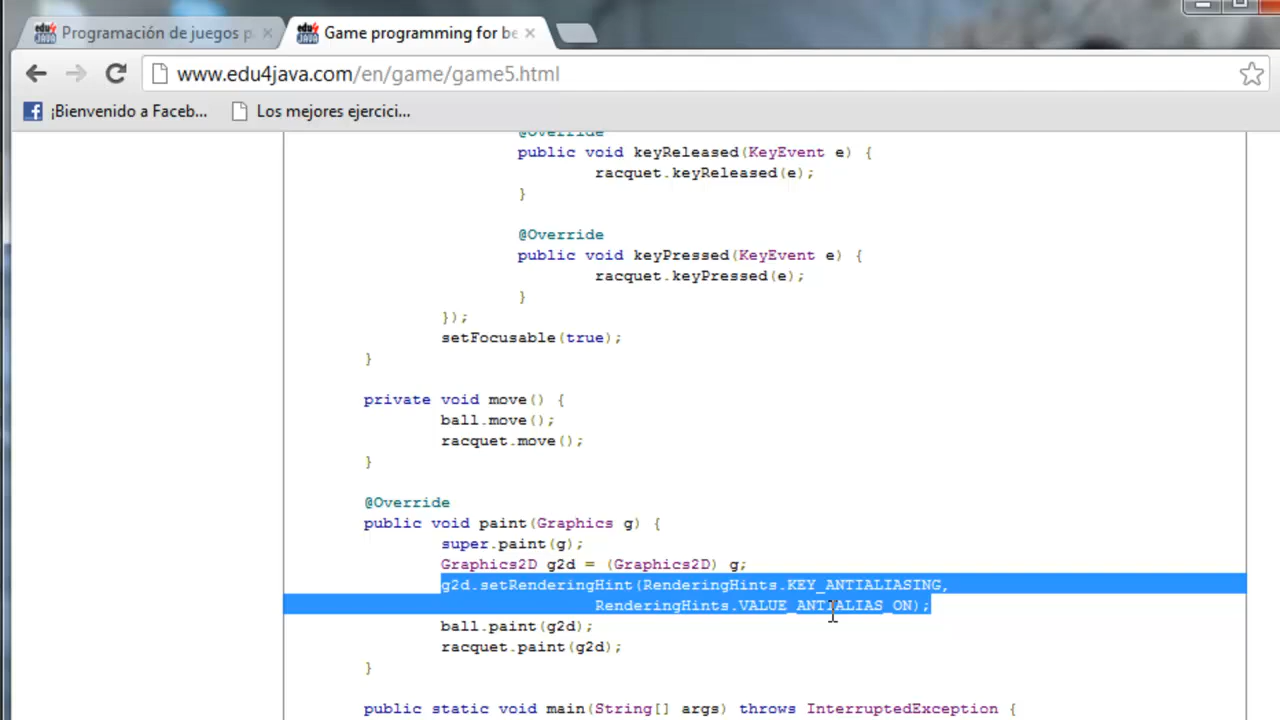 Programación de juegos p
Game programming for be
www.edu4java.com/en/game/game5.html
¡Bienvenido a Faceb...
Los mejores ejercici...
@Override
public void keyReleased(KeyEvent e) {
racquet.keyReleased(e);
}
@Override
public void keyPressed(KeyEvent e) {
racquet.keyPressed(e);
}
});
setFocusable(true);
}
private void move() {
ball.move();
racquet.move();
}
@Override
public void paint(Graphics g) {
super.paint(g);
Graphics2D g2d = (Graphics2D) g;
g2d.setRenderingHint(RenderingHints.KEY_ANTIALIASING,
RenderingHints.VALUE_ANTIALIAS_ON);
ball.paint(g2d);
racquet.paint(g2d);
}
public static void main(String[] args) throws InterruptedException {